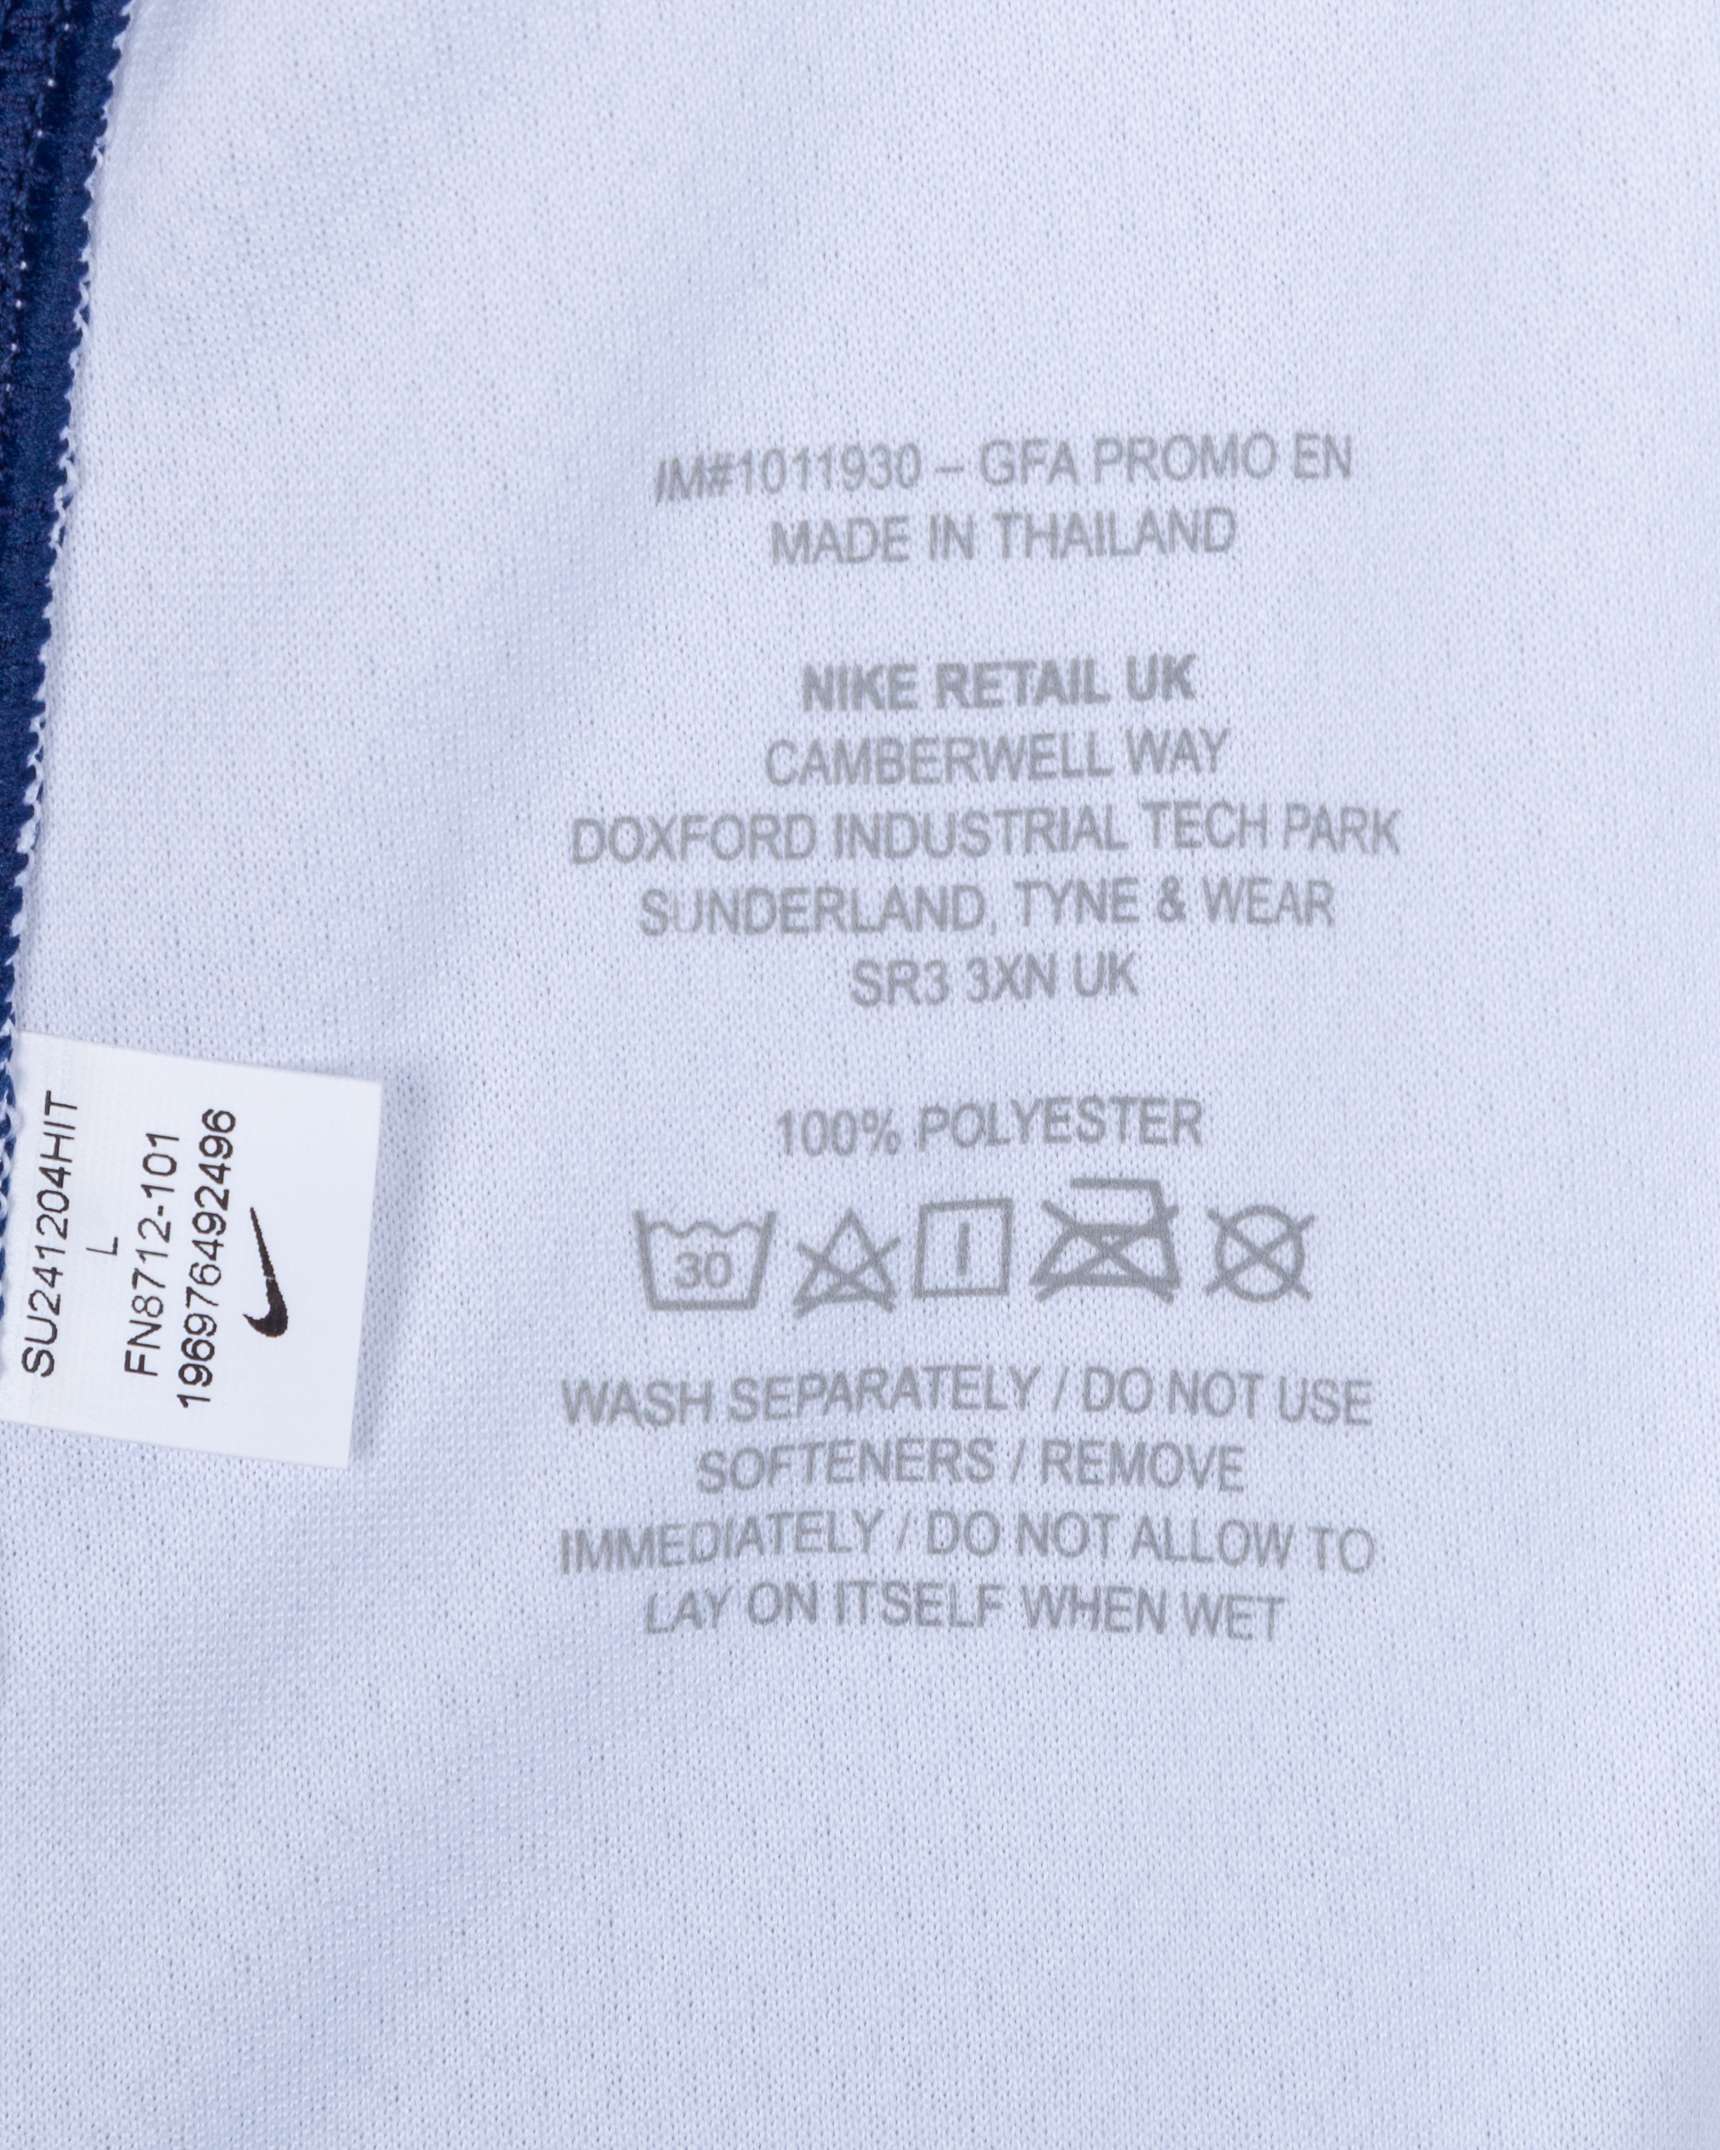 IM#1011930 – GFA PROMO EN
MADE IN THAILAND
NIKE RETAIL UK
CAMBERWELL WAY
DOXFORD INDUSTRIAL TECH PARK
SUNDERLAND, TYNE & WEAR
SR3 3XN UK
100% POLYESTER
30
WASH SEPARATELY / DO NOT USE
SOFTENERS / REMOVE
IMMEDIATELY / DO NOT ALLOW TO
LAY ON ITSELF WHEN WET
SU241204HIT
L
FN8712-101
196976492496